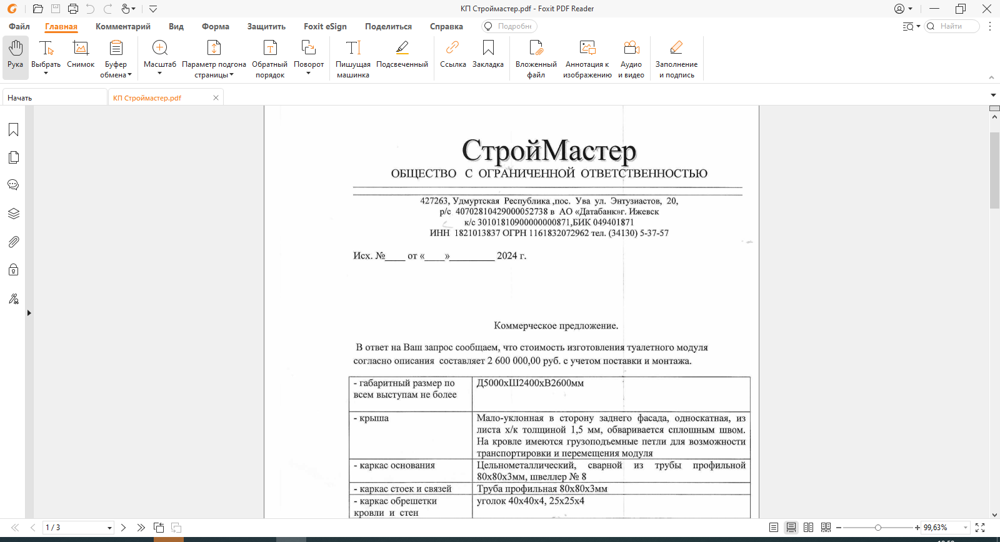 КП Строймастер.pdf - Foxit PDF Reader
Файл Главная Комментарий Вид Форма Защитить Foxit eSign Поделиться Справка Подробне Найти
Рука Выбрать Снимок Буфер обмена Масштаб Параметр подгона страницы Обратный порядок Поворот Пишущая машинка Подсвеченный Ссылка Закладка Вложенный файл Аннотация к изображению Аудио и видео Заполнение и подпись
Начать КП Строймастер.pdf
СтройМастер
ОБЩЕСТВО С ОГРАНИЧЕННОЙ ОТВЕТСТВЕННОСТЬЮ
427263, Удмуртская Республика ,пос. Ува ул. Энтузиастов, 20,
р/с 40702810429000052738 в АО «Датабанк»г. Ижевск
к/с 30101810900000000871,БИК 049401871
ИНН 1821013837 ОГРН 1161832072962 тел. (34130) 5-37-57
Исх. №____ от «____»_________ 2024 г.
Коммерческое предложение.
В ответ на Ваш запрос сообщаем, что стоимость изготовления туалетного модуля
согласно описания составляет 2 600 000,00 руб. с учетом поставки и монтажа.
- габаритный размер по всем выступам не более
Д5000хШ2400хВ2600мм
- крыша
Мало-уклонная в сторону заднего фасада, односкатная, из
листа х/к толщиной 1,5 мм, обваривается сплошным швом.
На кровле имеются грузоподъемные петли для возможности
транспортировки и перемещения модуля
- каркас основания
Цельнометаллический, сварной из трубы профильной
80х80х3мм, швеллер № 8
- каркас стоек и связей
Труба профильная 80х80х3мм
- каркас обрешетки
кровли и стен
уголок 40х40х4, 25х25х4
1 / 3
99,63%